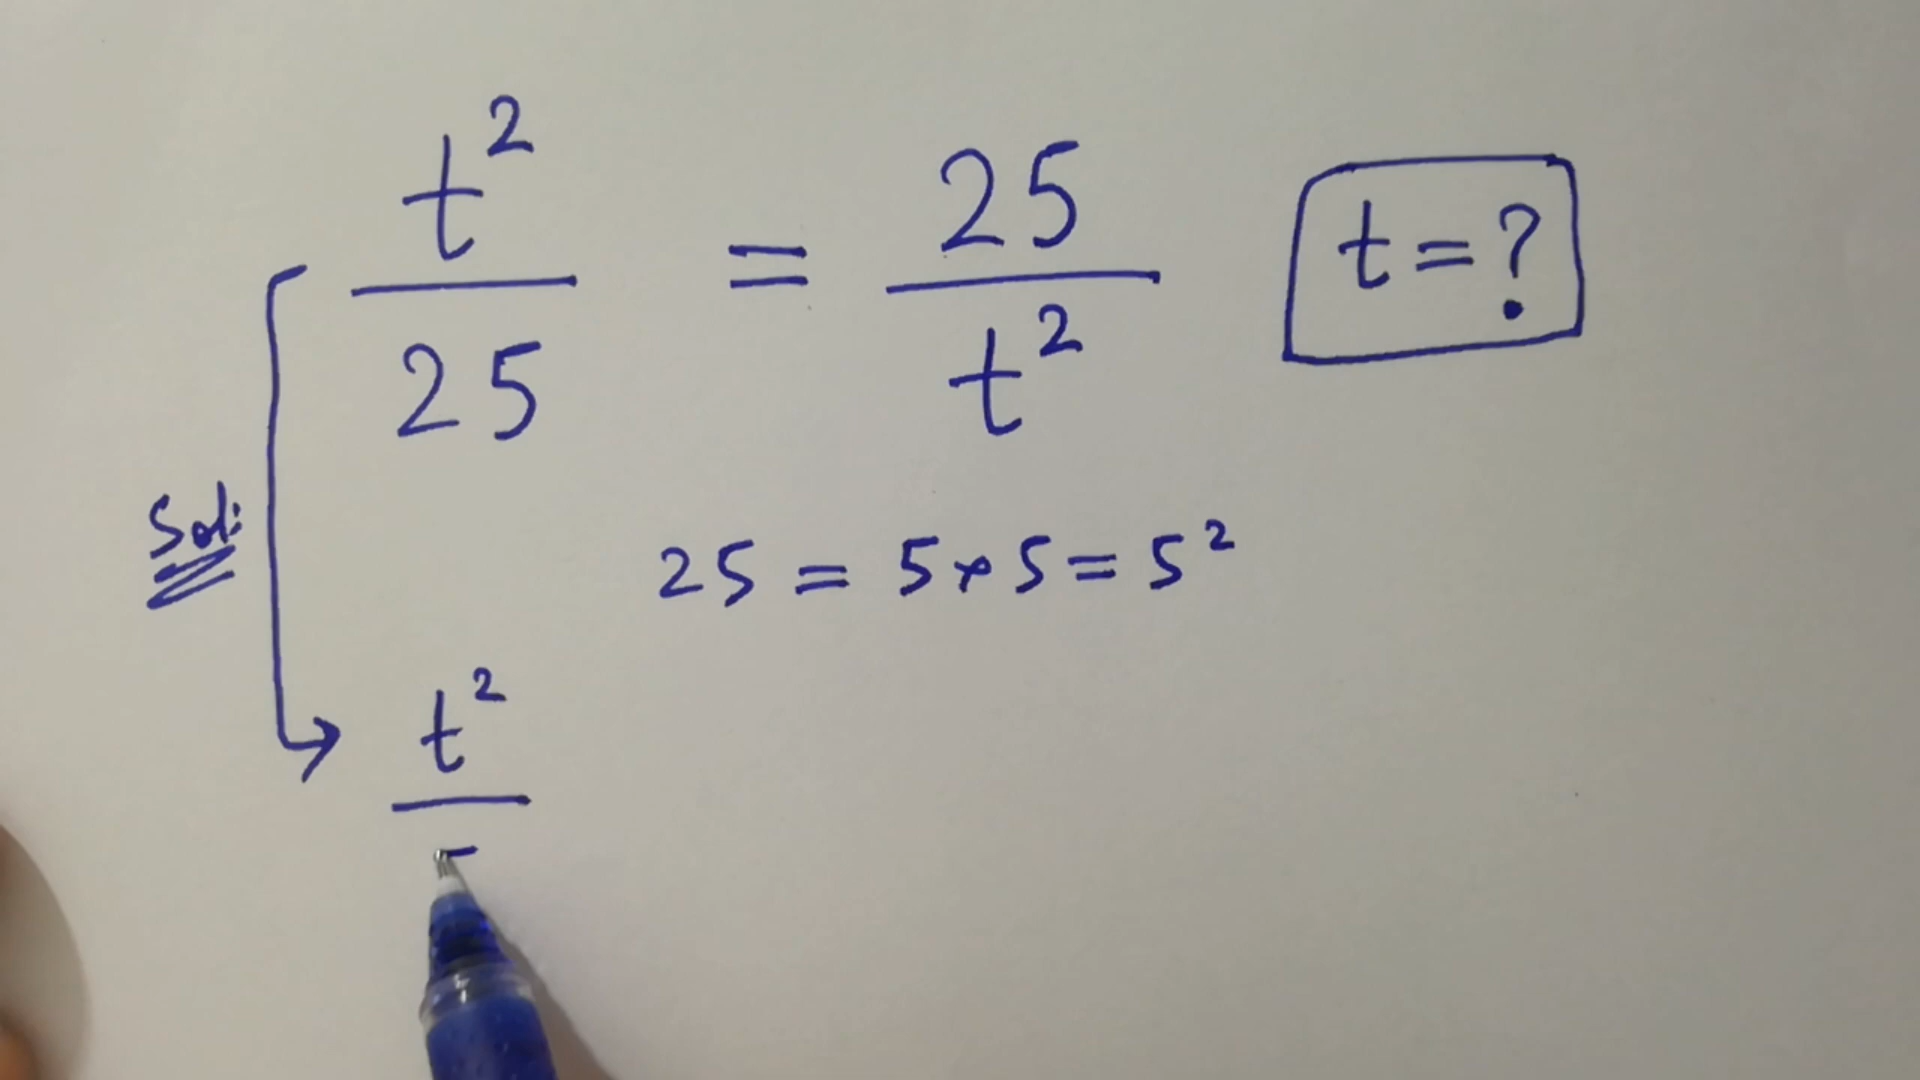 t² / 25 = 25 / t²
t = ?
Sol:
25 = 5 × 5 = 5²
t²